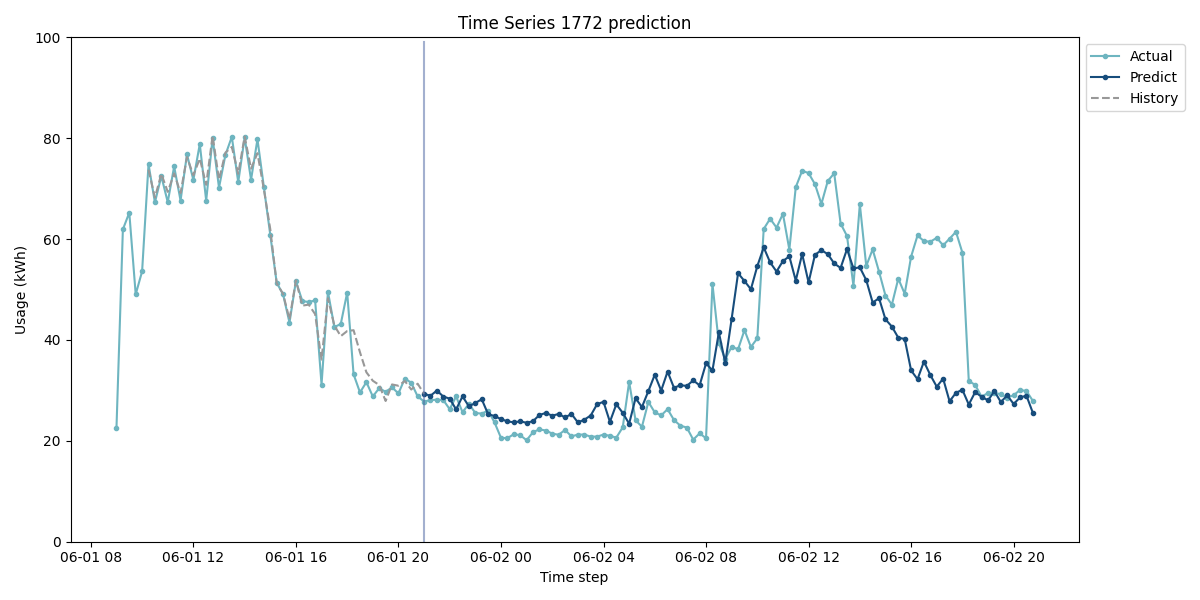 Time Series 1772 prediction
100
80
60
40
20
0
Usage (kWh)
06-01 08 06-01 12 06-01 16 06-01 20 06-02 00 06-02 04 06-02 08 06-02 12 06-02 16 06-02 20
Time step
Actual
Predict
History